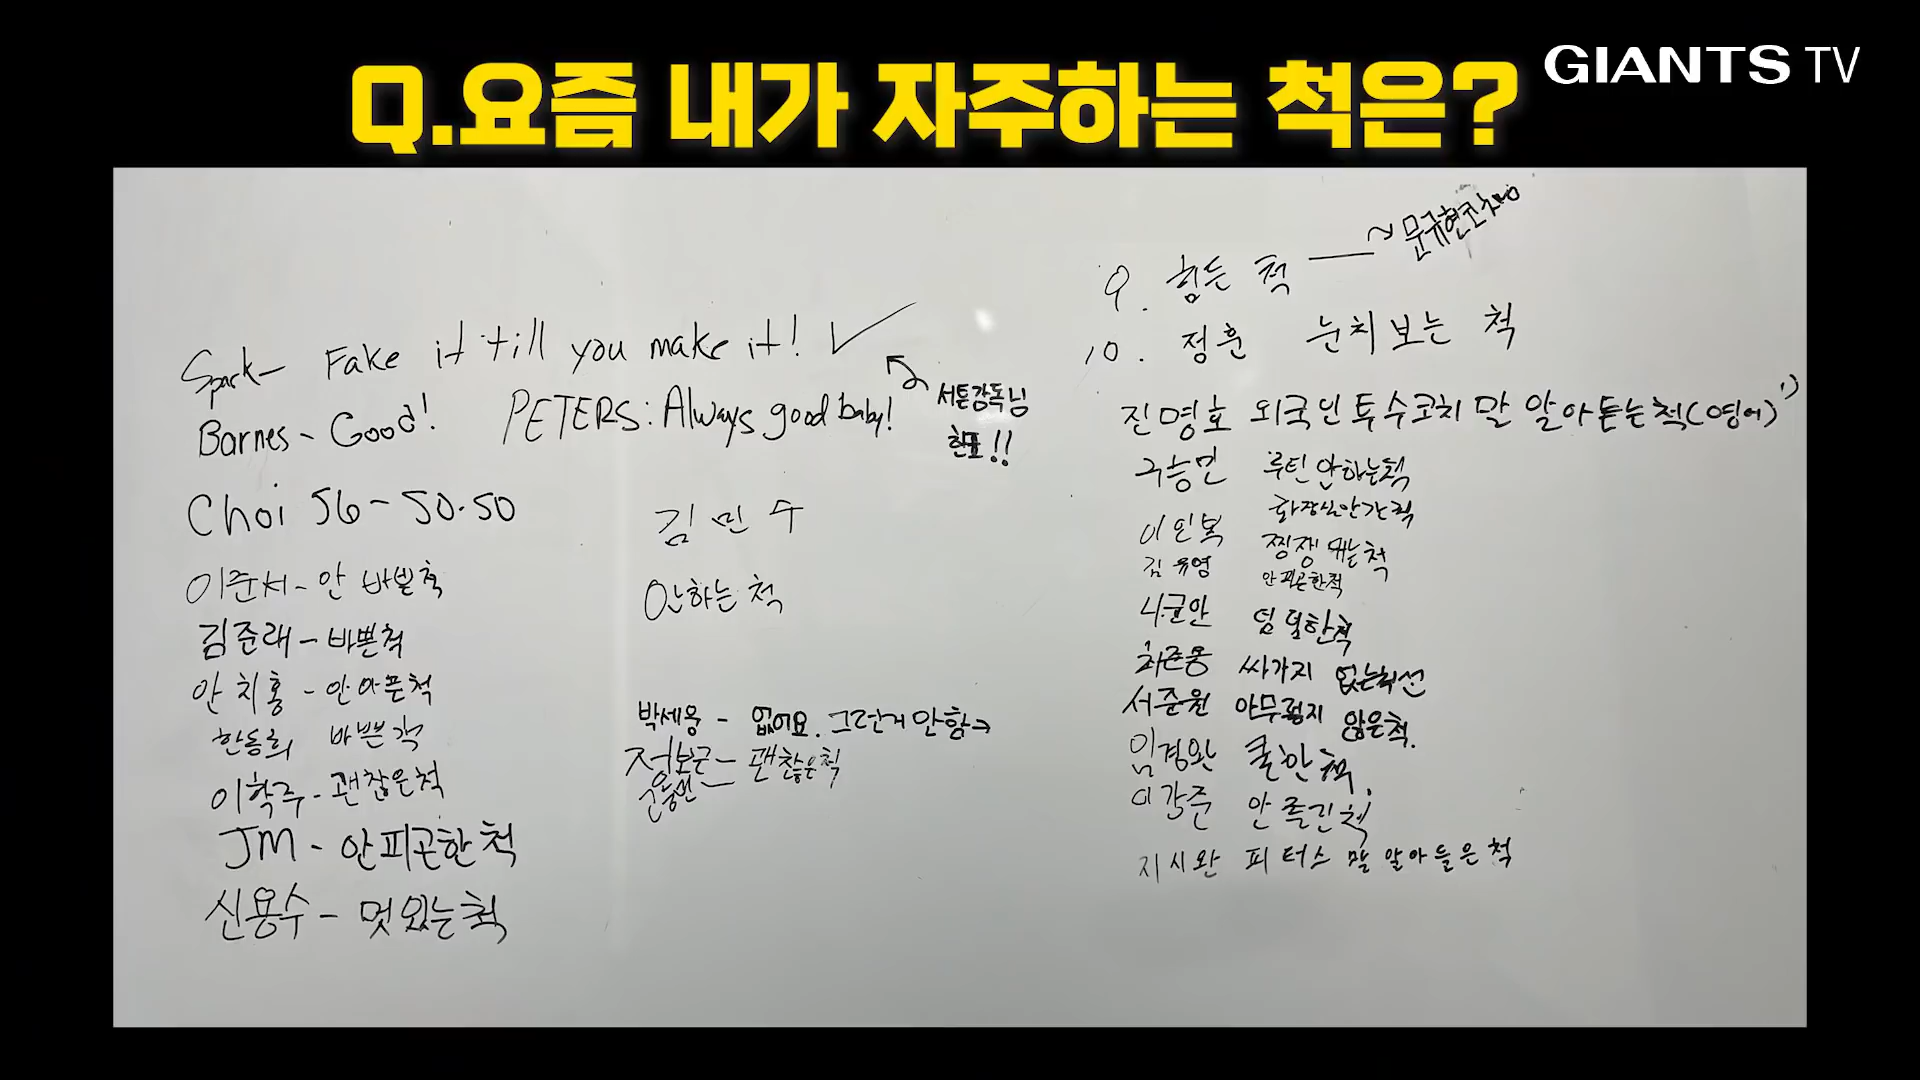 Q.요즘 내가 자주하는 척은?
GIANTS TV
Spark- Fake it till you make it! ✓
Barnes - Good!
PETERS: Always good baby!
서튼감독님
한표!!
Choi 56 - 50.50
이준서 - 안 바쁜척
김준래 - 바쁜척
안치홍 - 안아픈척
한동희 바쁜척
이학주 - 괜찮은척
JM - 안피곤한척
신용수 - 멋있는척
김민수
안하는 척
박세웅 - 없어요. 그런거 안함
정보근 - 괜찮은척
고승민
9. 힘든 척 → 문규현코치님
10. 정훈 눈치보는 척
진명호 외국인투수코치 말 알아듣는척(영어)
구승민 루틴안하는척
화장실안간척
이인복 찡찡대는척
김유영 안피곤한척
나균안 덤덤한척
최준용 싸가지 없는척
서준원 아무렇지 않은척.
임경완 쿨한척.
이강준 안졸린척
지시완 피터스 말 알아들은척